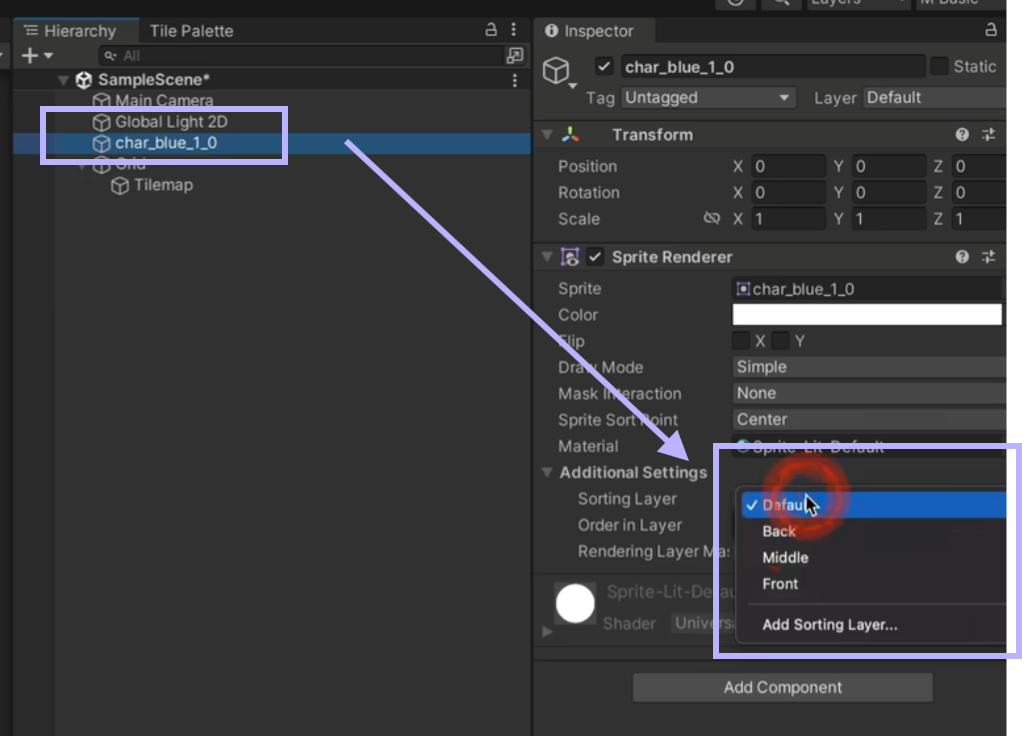 Layers
Hierarchy
Tile Palette
All
SampleScene*
Main Camera
Global Light 2D
char_blue_1_0
Grid
Tilemap
Inspector
char_blue_1_0
Static
Tag Untagged
Layer Default
Transform
Position X 0 Y 0 Z 0
Rotation X 0 Y 0 Z 0
Scale X 1 Y 1 Z 1
Sprite Renderer
Sprite char_blue_1_0
Color
Flip X Y
Draw Mode Simple
Mask Interaction None
Sprite Sort Point Center
Material Sprite-Lit-Default
Additional Settings
Sorting Layer
Order in Layer
Rendering Layer Mas
Default
Back
Middle
Front
Add Sorting Layer...
Sprite-Lit-Defau
Shader Univers
Add Component